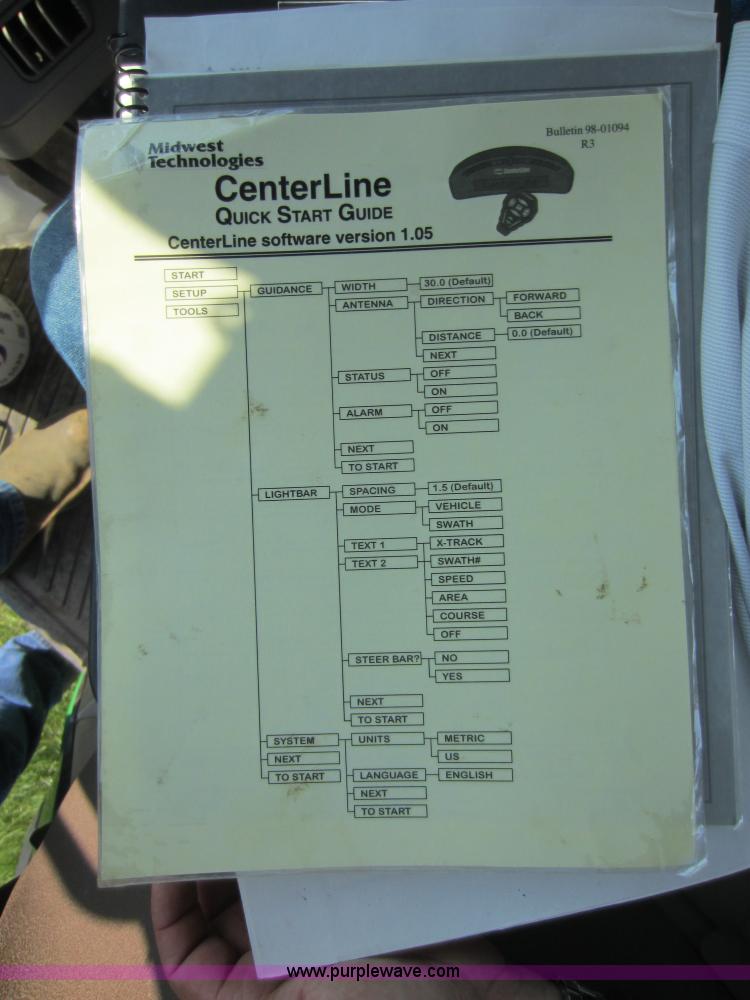 Bulletin 98-01094
R3
Midwest
Technologies
CenterLine
QUICK START GUIDE
CenterLine software version 1.05
START
SETUP
TOOLS
GUIDANCE
WIDTH
30.0 (Default)
ANTENNA
DIRECTION
FORWARD
BACK
DISTANCE
0.0 (Default)
NEXT
STATUS
OFF
ON
ALARM
OFF
ON
NEXT
TO START
LIGHTBAR
SPACING
1.5 (Default)
MODE
VEHICLE
SWATH
TEXT 1
X-TRACK
TEXT 2
SWATH#
SPEED
AREA
COURSE
OFF
STEER BAR?
NO
YES
NEXT
TO START
SYSTEM
UNITS
METRIC
US
NEXT
TO START
LANGUAGE
ENGLISH
NEXT
TO START
www.purplewave.com